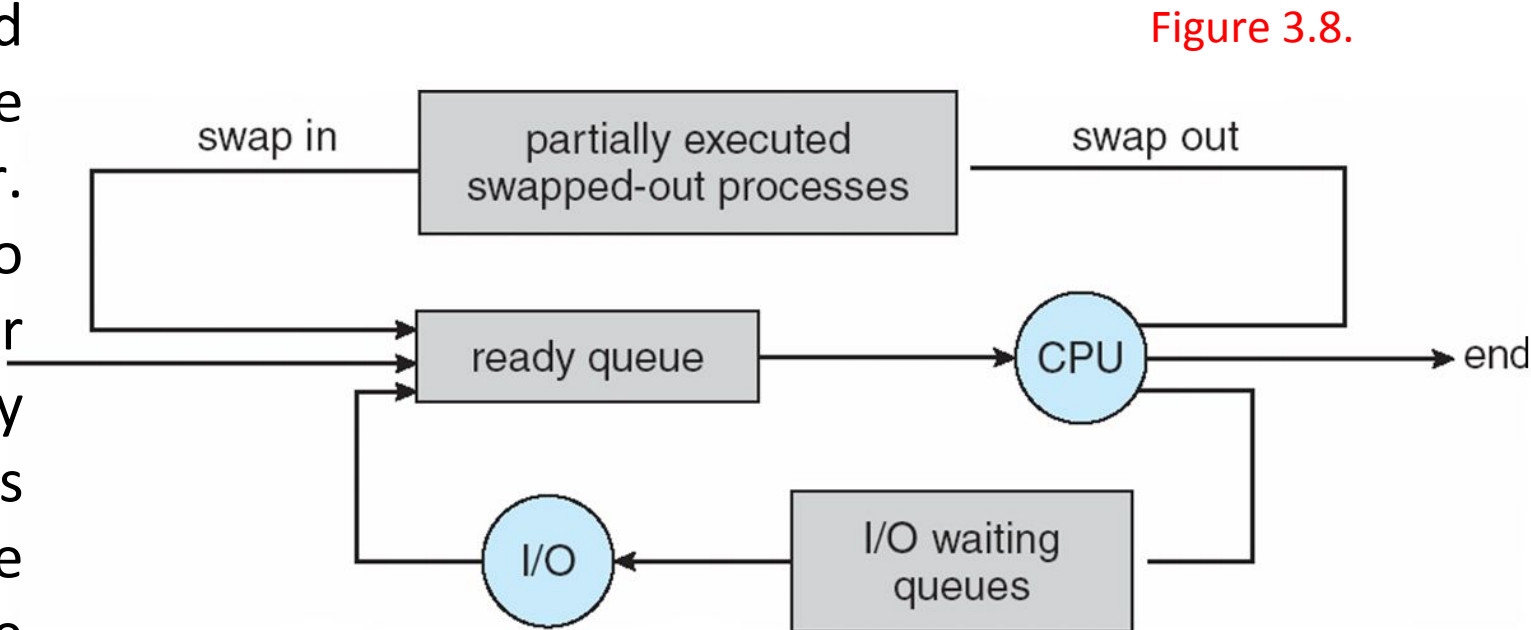 d
Figure 3.8.
e
swap in
partially executed
swapped-out processes
swap out
r.
o
r
ready queue
CPU
end
y
s
I/O waiting
queues
I/O
e